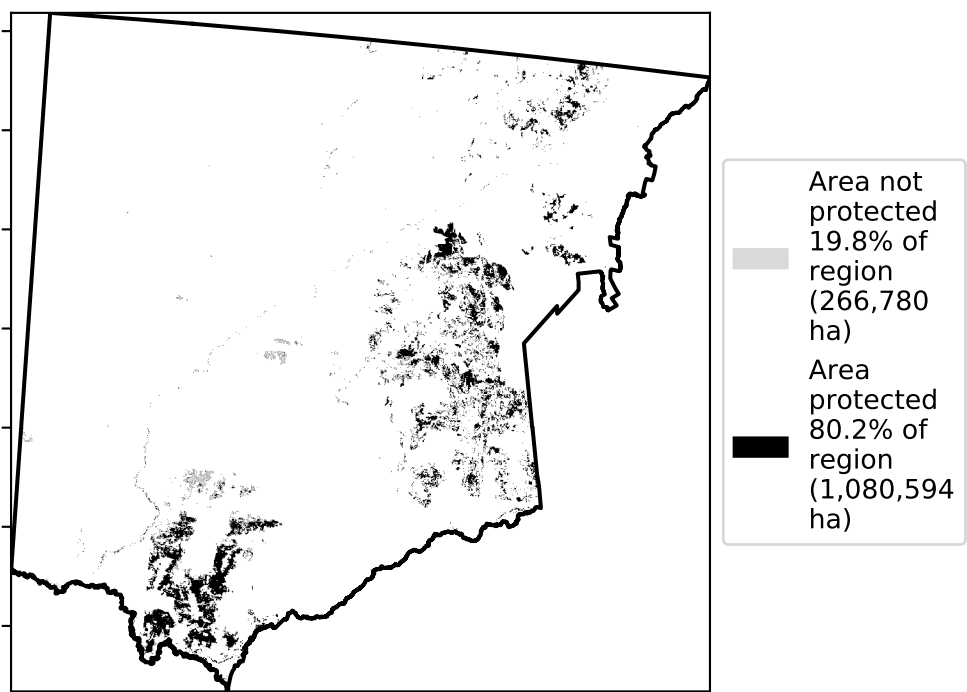 Area not
protected
19.8% of
region
(266,780
ha)
Area
protected
80.2% of
region
(1,080,594
ha)